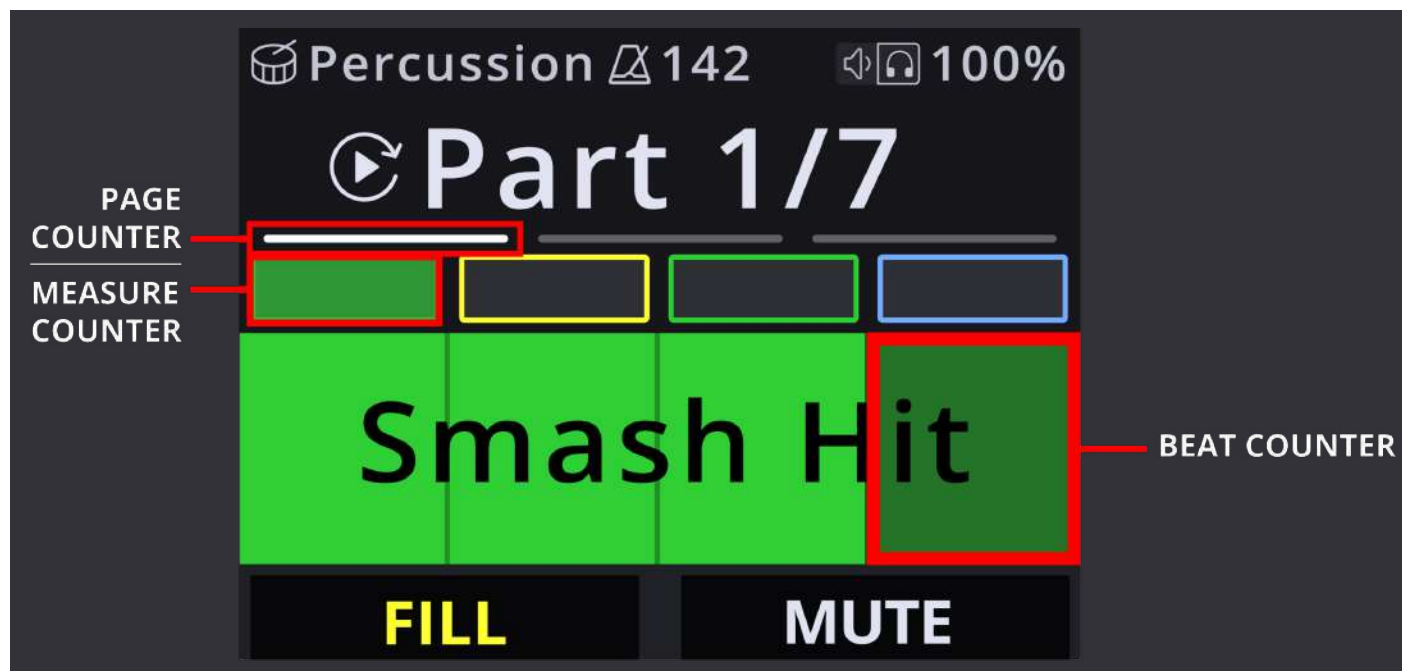 Percussion 142 100%
Part 1/7
PAGE
COUNTER
MEASURE
COUNTER
Smash Hit
BEAT COUNTER
FILL MUTE